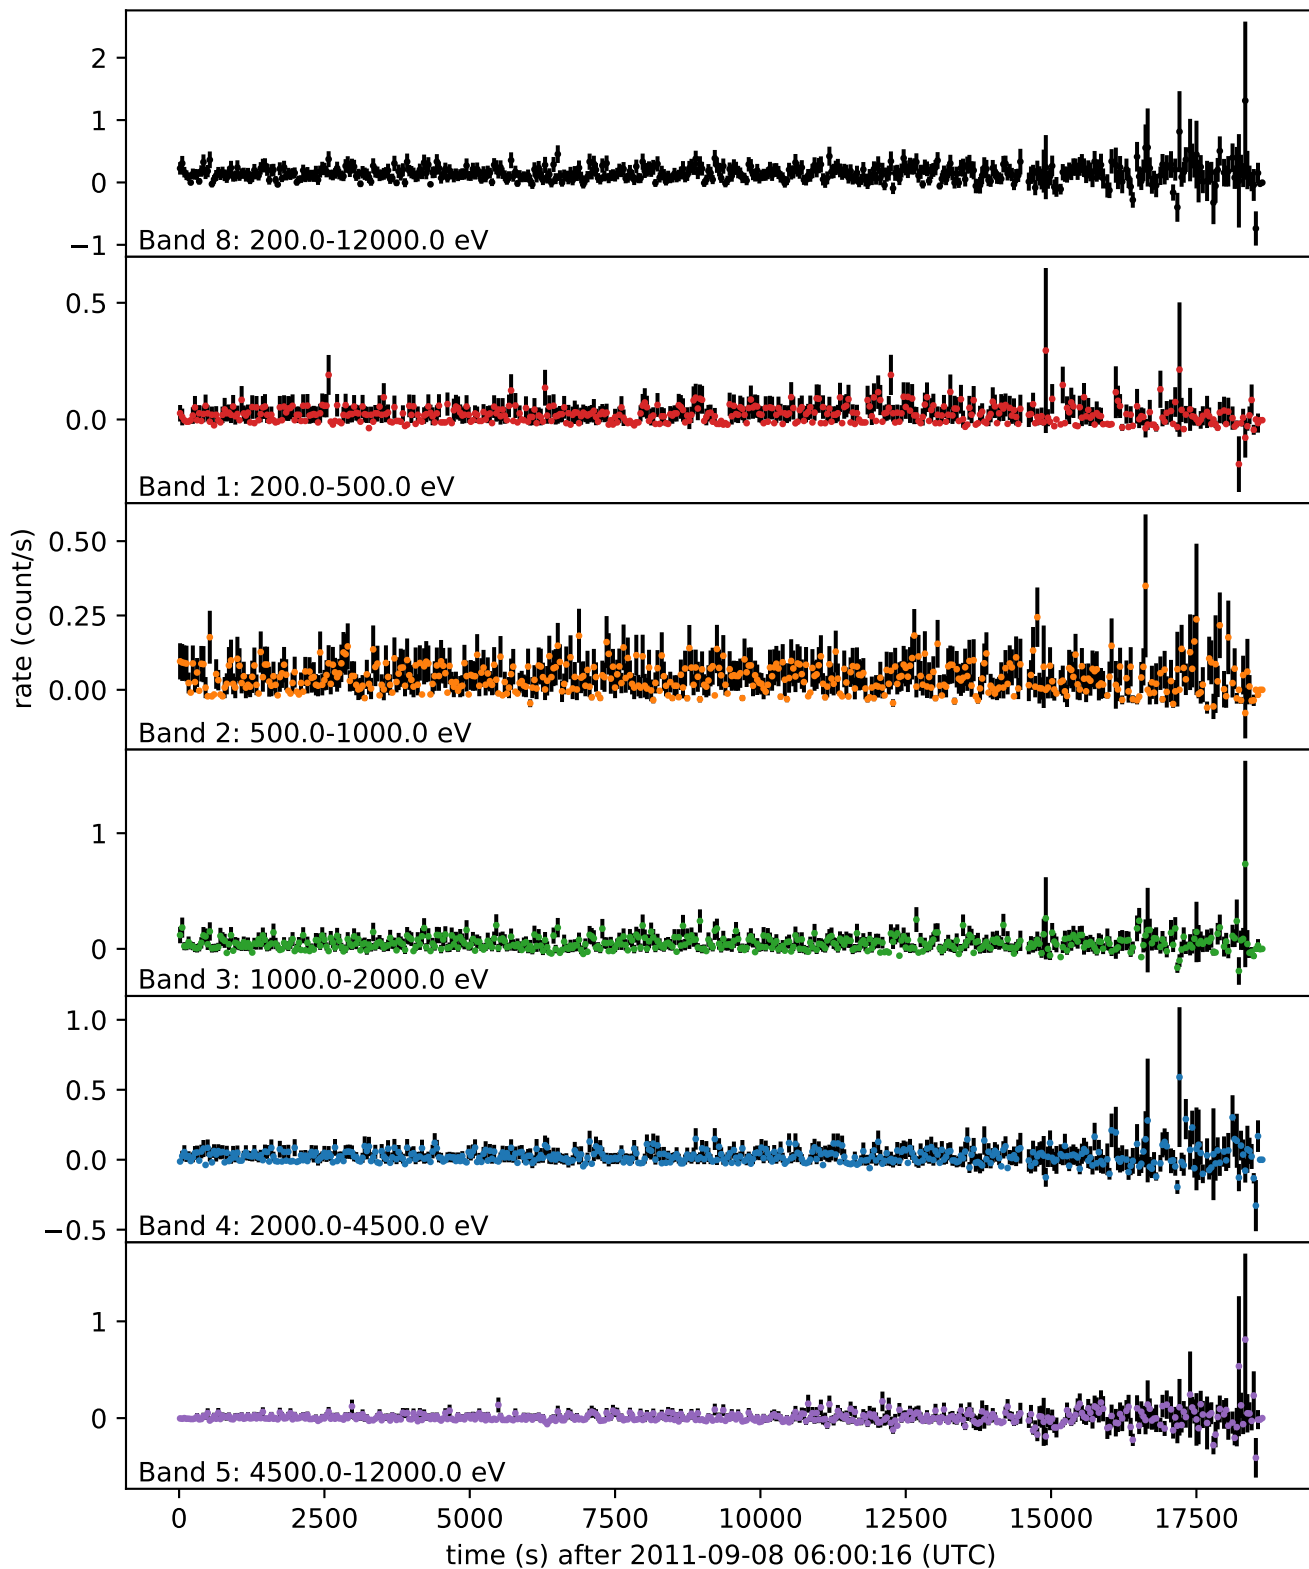 2
1
0
−1
Band 8: 200.0-12000.0 eV
0.5
0.0
Band 1: 200.0-500.0 eV
rate (count/s)
0.50
0.25
0.00
Band 2: 500.0-1000.0 eV
1
0
Band 3: 1000.0-2000.0 eV
1.0
0.5
0.0
−0.5
Band 4: 2000.0-4500.0 eV
1
0
Band 5: 4500.0-12000.0 eV
0 2500 5000 7500 10000 12500 15000 17500
time (s) after 2011-09-08 06:00:16 (UTC)